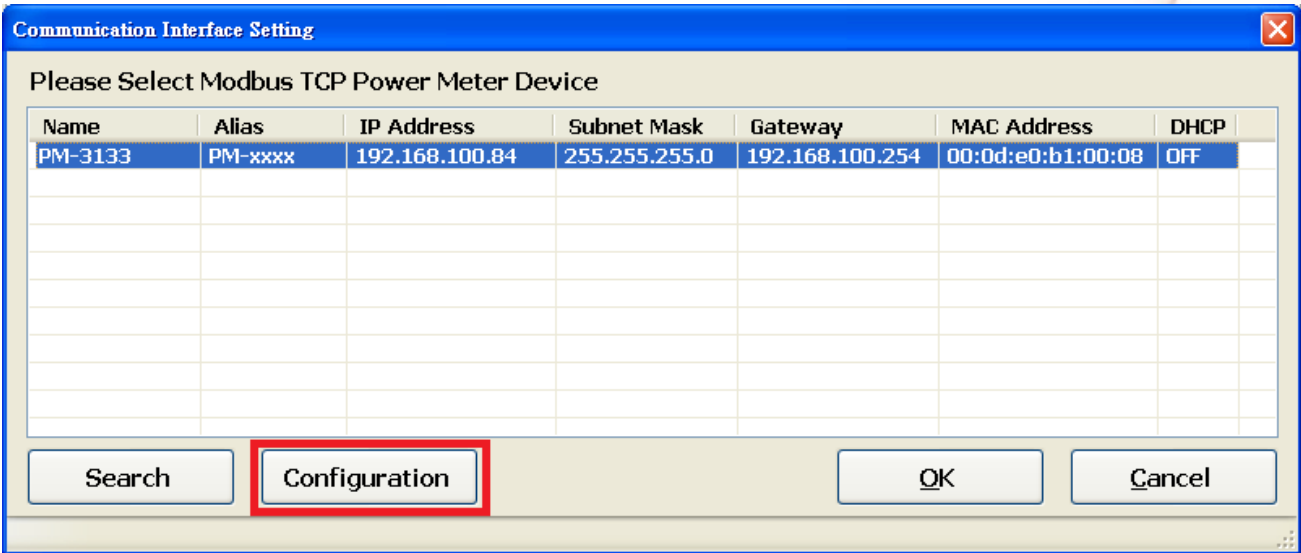 Communication Interface Setting
Please Select Modbus TCP Power Meter Device
Name Alias IP Address Subnet Mask Gateway MAC Address DHCP
PM-3133 PM-xxxx 192.168.100.84 255.255.255.0 192.168.100.254 00:0d:e0:b1:00:08 OFF
Search Configuration OK Cancel